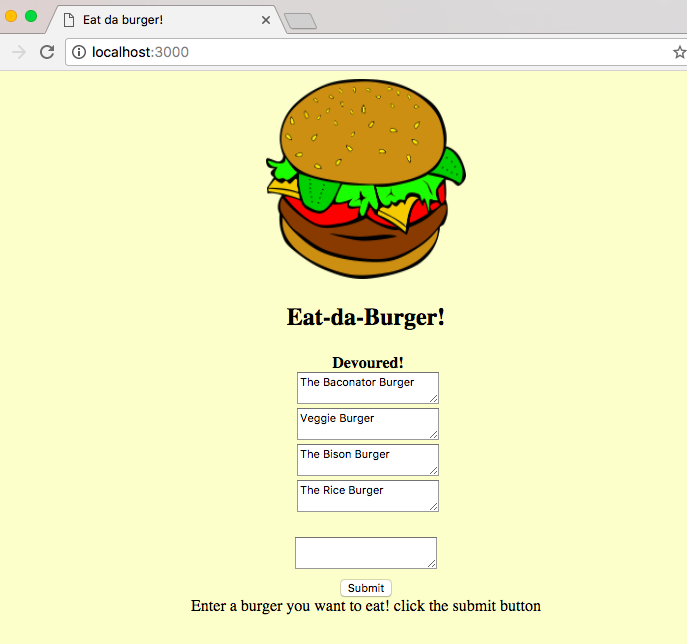 Eat da burger!
localhost:3000
Eat-da-Burger!
Devoured!
The Baconator Burger
Veggie Burger
The Bison Burger
The Rice Burger
Submit
Enter a burger you want to eat! click the submit button